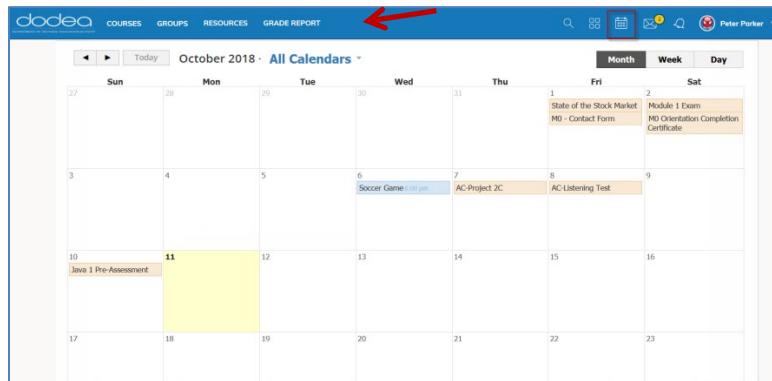 dodea COURSES GROUPS RESOURCES GRADE REPORT 2 Peter Parker
Today October 2018 · All Calendars Month Week Day
Sun Mon Tue Wed Thu Fri Sat
27 28 29 30 31 1 2
State of the Stock Market Module 1 Exam
M0 - Contact Form M0 Orientation Completion
Certificate
3 4 5 6 7 8 9
Soccer Game 6:00 pm AC-Project 2C AC-Listening Test
10 11 12 13 14 15 16
Java 1 Pre-Assessment
17 18 19 20 21 22 23